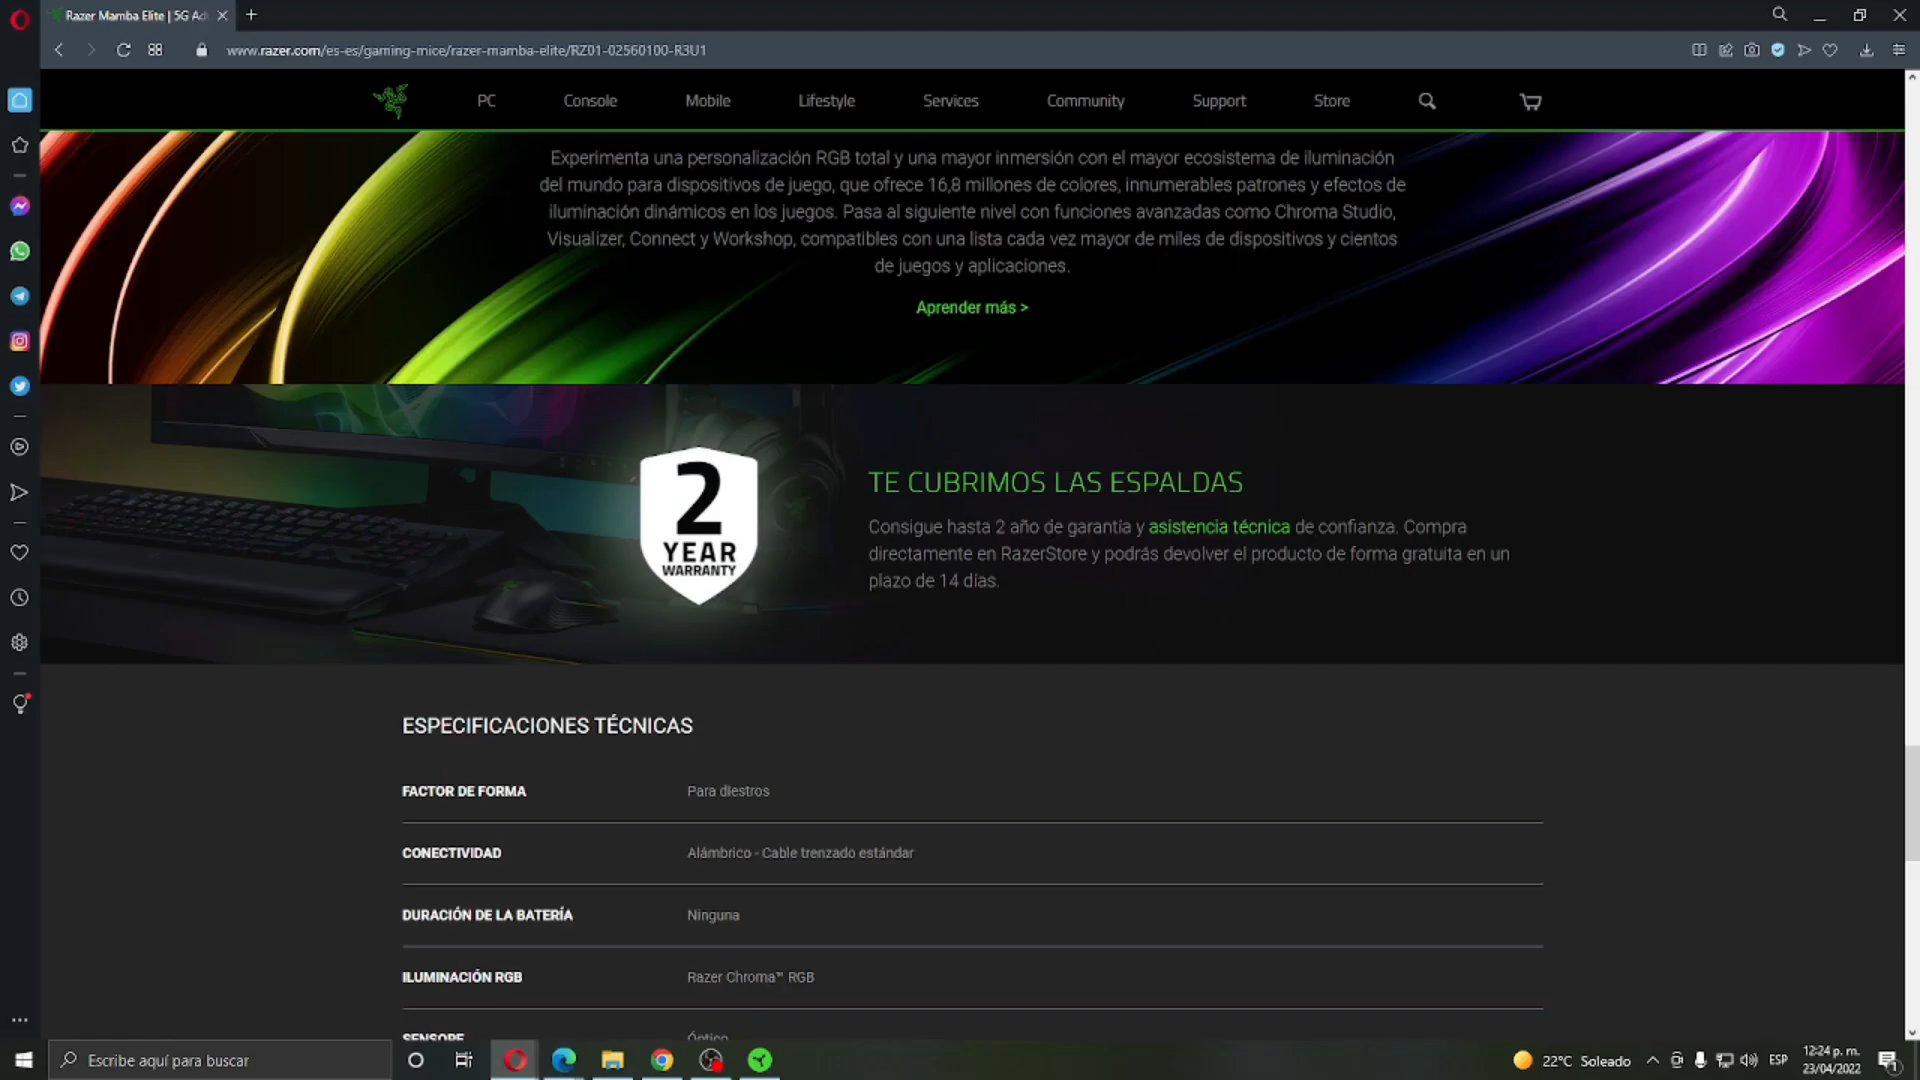 Razer Mamba Elite | 5G Ad
www.razer.com/es-es/gaming-mice/razer-mamba-elite/RZ01-02560100-R3U1
PC Console Mobile Lifestyle Services Community Support Store
Experimenta una personalización RGB total y una mayor inmersión con el mayor ecosistema de iluminación
del mundo para dispositivos de juego, que ofrece 16,8 millones de colores, innumerables patrones y efectos de
iluminación dinámicos en los juegos. Pasa al siguiente nivel con funciones avanzadas como Chroma Studio,
Visualizer, Connect y Workshop, compatibles con una lista cada vez mayor de miles de dispositivos y cientos
de juegos y aplicaciones.
Aprender más >
2
YEAR
WARRANTY
TE CUBRIMOS LAS ESPALDAS
Consigue hasta 2 año de garantía y asistencia técnica de confianza. Compra
directamente en RazerStore y podrás devolver el producto de forma gratuita en un
plazo de 14 días.
ESPECIFICACIONES TÉCNICAS
FACTOR DE FORMA Para diestros
CONECTIVIDAD Alámbrico - Cable trenzado estándar
DURACIÓN DE LA BATERÍA Ninguna
ILUMINACIÓN RGB Razer Chroma™ RGB
SENSORE Óptico
Escribe aquí para buscar
22°C Soleado
ESP
12:24 p. m.
23/04/2022
1